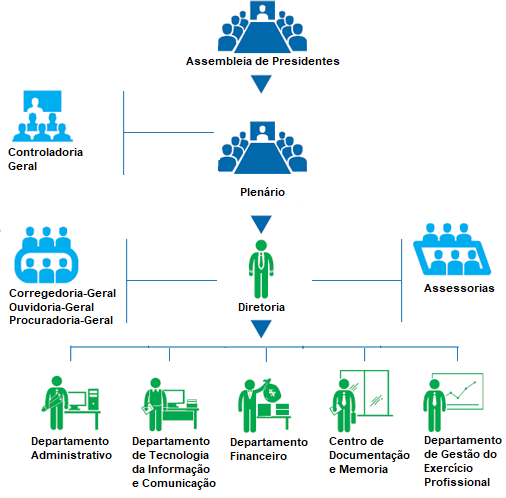 Assembleia de Presidentes
Controladoria
Geral
Plenário
Corregedoria-Geral
Ouvidoria-Geral
Procuradoria-Geral
Diretoria
Assessorias
Departamento
Administrativo
Departamento
de Tecnologia
da Informação
e Comunicação
Departamento
Financeiro
Centro de
Documentação
e Memoria
Departamento
de Gestão do
Exercício
Profissional